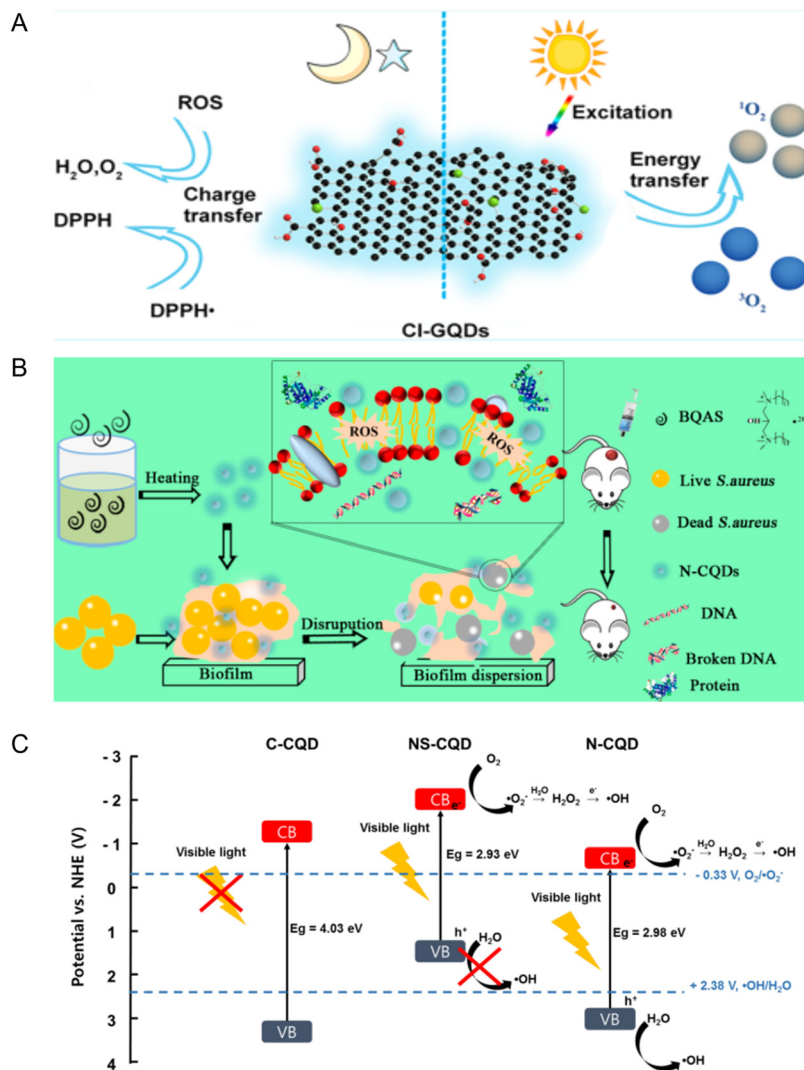 A
ROS
H₂O,O₂
Charge
transfer
DPPH
DPPH•
Excitation
Energy
transfer
¹O₂
³O₂
Cl-GQDs
B
Heating
ROS
ROS
BQAS
OH
Live S.aureus
Dead S.aureus
N-CQDs
DNA
Broken DNA
Protein
Disrupution
Biofilm
Biofilm dispersion
C
C-CQD
NS-CQD
N-CQD
Potential vs. NHE (V)
- 3
- 2
-1
0
1
2
3
4
CB
Visible light
Eg = 4.03 eV
VB
O₂
CB
e⁻
•O₂⁻ → H₂O → H₂O₂ → e⁻ → •OH
Visible light
Eg = 2.93 eV
h⁺
VB
H₂O
•OH
O₂
CB
e⁻
•O₂⁻ → H₂O → H₂O₂ → e⁻ → •OH
- 0.33 V, O₂/•O₂⁻
Visible light
Eg = 2.98 eV
+ 2.38 V, •OH/H₂O
h⁺
VB
H₂O
•OH